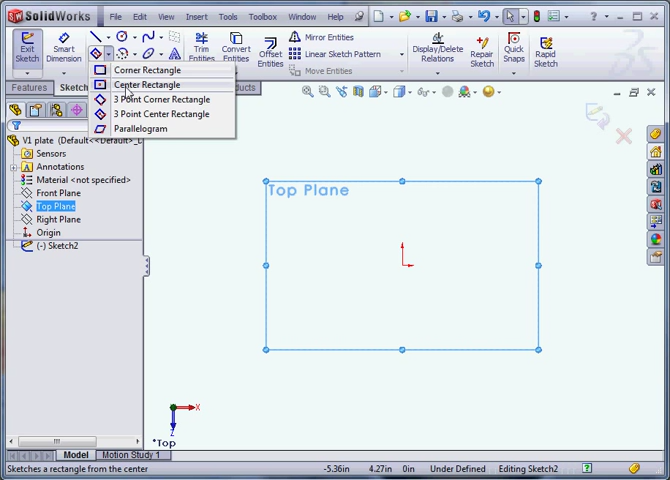 SolidWorks
File
Edit
View
Insert
Tools
Toolbox
Window
Help
Exit Sketch
Smart Dimension
Trim Entities
Convert Entities
Offset Entities
Mirror Entities
Linear Sketch Pattern
Move Entities
Display/Delete Relations
Repair Sketch
Quick Snaps
Rapid Sketch
Corner Rectangle
Center Rectangle
3 Point Corner Rectangle
3 Point Center Rectangle
Parallelogram
Features
V1 plate (Default<<Default>_D
Sensors
Annotations
Material <not specified>
Front Plane
Top Plane
Right Plane
Origin
(-) Sketch2
Top Plane
X
Z
*Top
Model
Motion Study 1
Sketches a rectangle from the center
-5.36in
4.27in
0in
Under Defined
Editing Sketch2